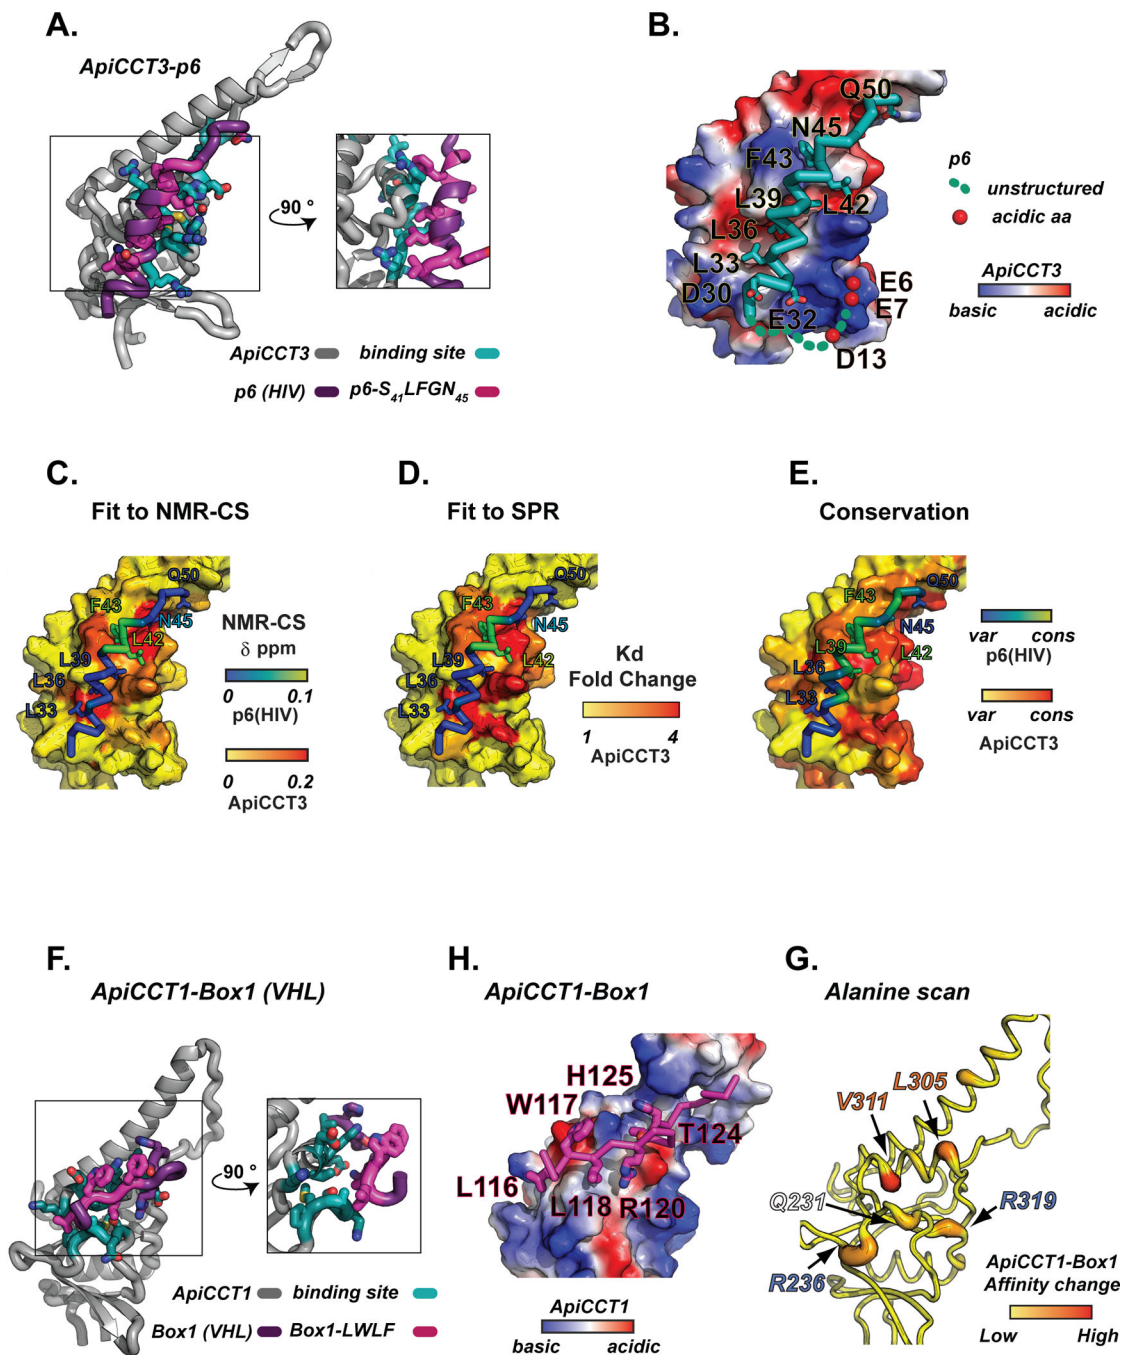 A.
ApiCCT3-p6
90 °
ApiCCT3
binding site
p6 (HIV)
p6-S41LFGN45
B.
Q50
N45
F43
L39
L42
L36
L33
D30
E32
E6
E7
D13
p6
unstructured
acidic aa
ApiCCT3
basic acidic
C.
Fit to NMR-CS
Q50
F43
N45
L42
L39
L36
L33
NMR-CS
δ ppm
0 0.1
p6(HIV)
0 0.2
ApiCCT3
D.
Fit to SPR
Q50
F43
N45
L39
L42
L36
L33
Kd
Fold Change
1 4
ApiCCT3
E.
Conservation
Q50
F43
N45
L39
L42
L36
L33
var cons
p6(HIV)
var cons
ApiCCT3
F.
ApiCCT1-Box1 (VHL)
90 °
ApiCCT1
binding site
Box1 (VHL)
Box1-LWLF
H.
ApiCCT1-Box1
H125
W117
T124
L116
L118
R120
ApiCCT1
basic acidic
G.
Alanine scan
L305
V311
Q231
R319
R236
ApiCCT1-Box1
Affinity change
Low High